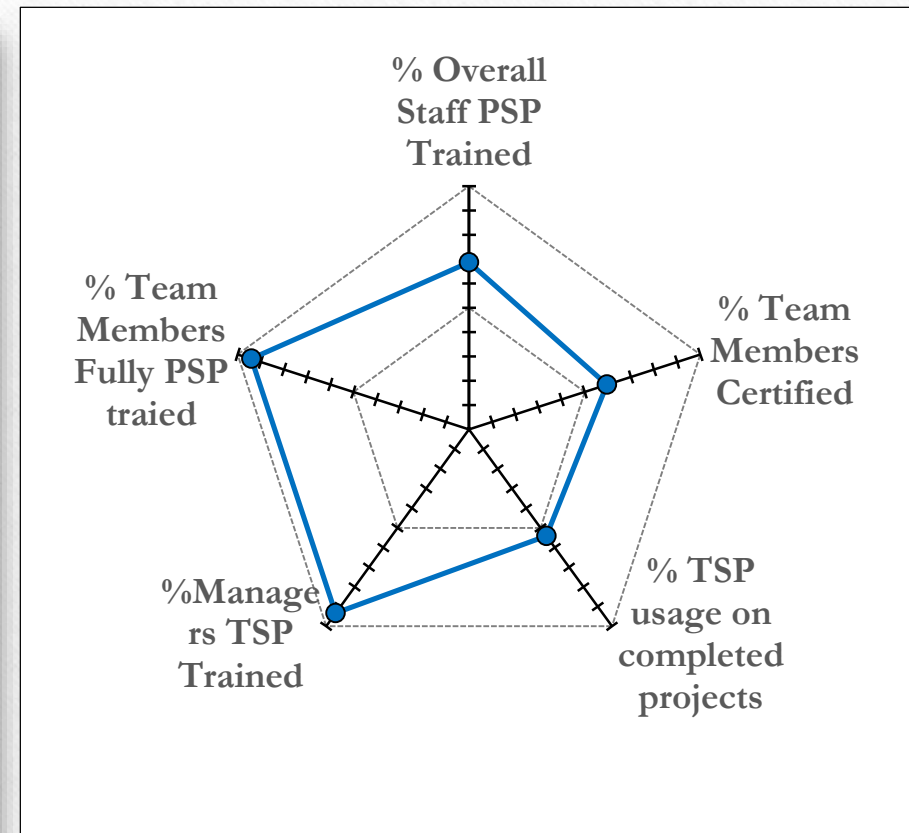 % Overall
Staff PSP
Trained
% Team
Members
Certified
% TSP
usage on
completed
projects
%Manage
rs TSP
Trained
% Team
Members
Fully PSP
traied